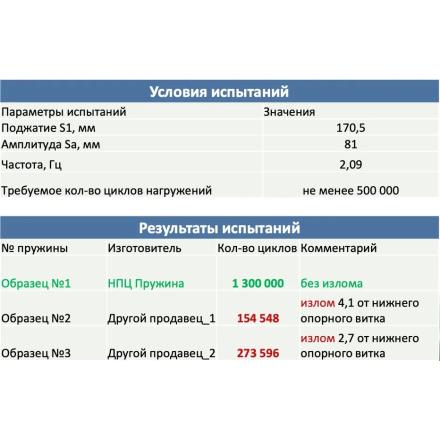 Условия испытаний
Параметры испытаний Значения
Поджатие S1, мм 170,5
Амплитуда Sa, мм 81
Частота, Гц 2,09
Требуемое кол-во циклов нагружений не менее 500 000
Результаты испытаний
№ пружины Изготовитель Кол-во циклов Комментарий
Образец №1 НПЦ Пружина 1 300 000 без излома
Образец №2 Другой продавец_1 154 548 излом 4,1 от нижнего
опорного витка
Образец №3 Другой продавец_2 273 596 излом 2,7 от нижнего
опорного витка